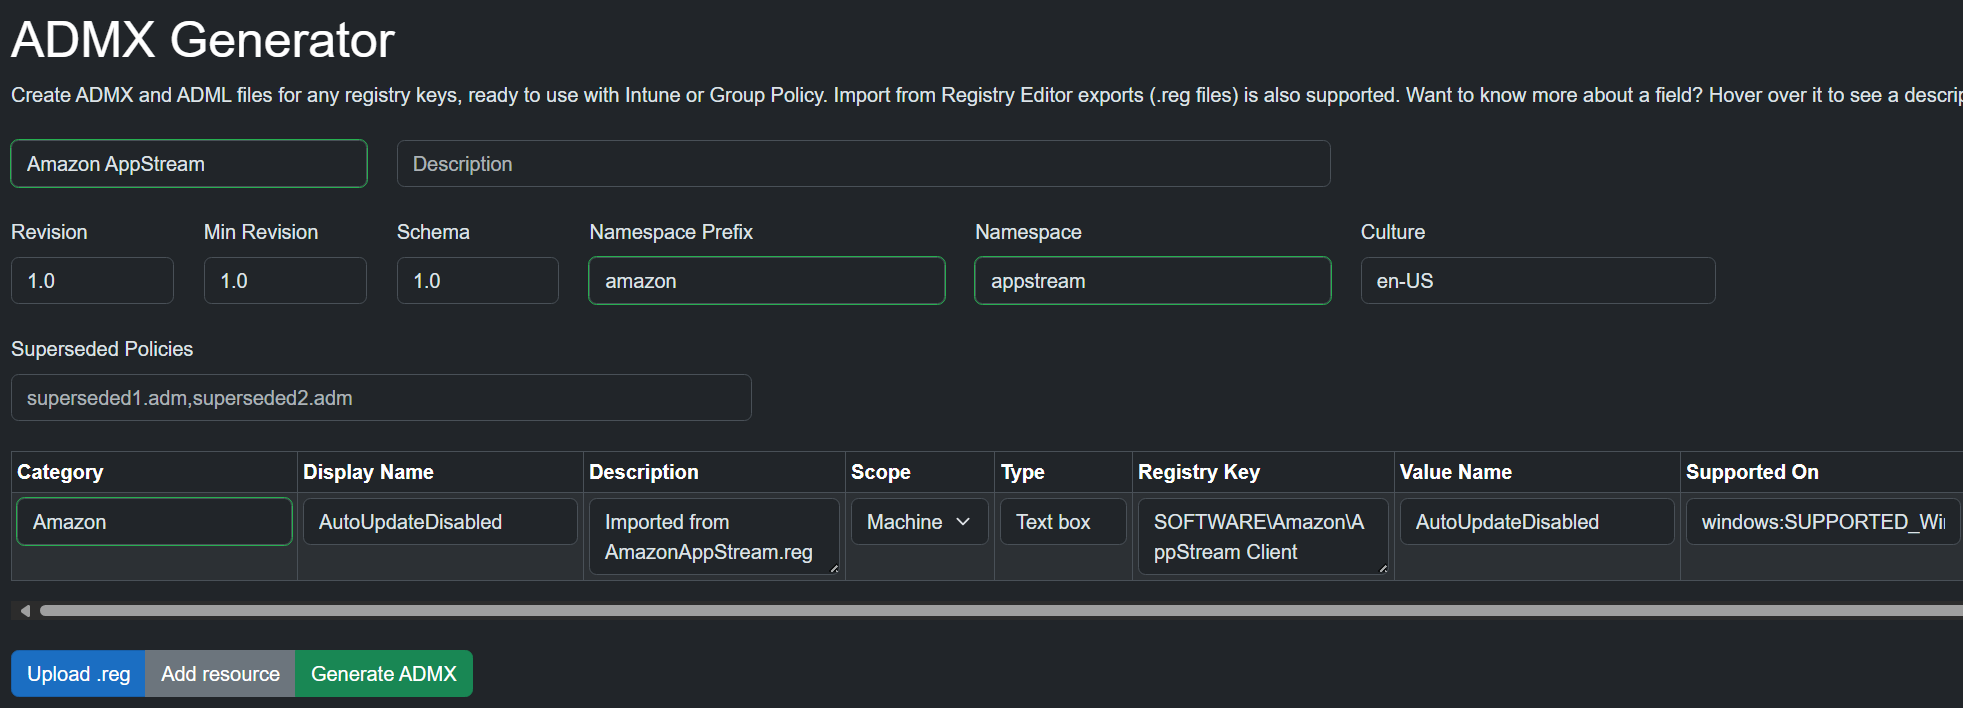 ADMX Generator
Create ADMX and ADML files for any registry keys, ready to use with Intune or Group Policy. Import from Registry Editor exports (.reg files) is also supported. Want to know more about a field? Hover over it to see a descrip
Amazon AppStream Description
Revision Min Revision Schema Namespace Prefix Namespace Culture
1.0 1.0 1.0 amazon appstream en-US
Superseded Policies
superseded1.adm,superseded2.adm
Category Display Name Description Scope Type Registry Key Value Name Supported On
Amazon AutoUpdateDisabled Imported from Machine Text box SOFTWARE\Amazon\A AutoUpdateDisabled windows:SUPPORTED_Wi
AmazonAppStream.reg ppStream Client
Upload .reg Add resource Generate ADMX